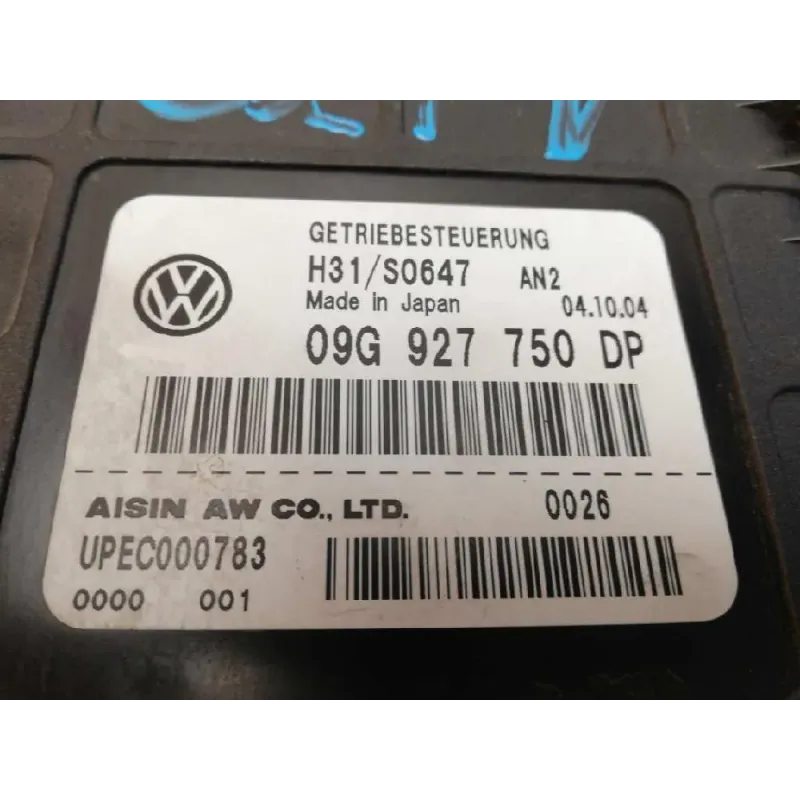 GETRIEBESTEUERUNG
H31/S0647 AN2
Made in Japan 04.10.04
09G 927 750 DP
AISIN AW CO., LTD. 0026
UPEC000783
0000 001